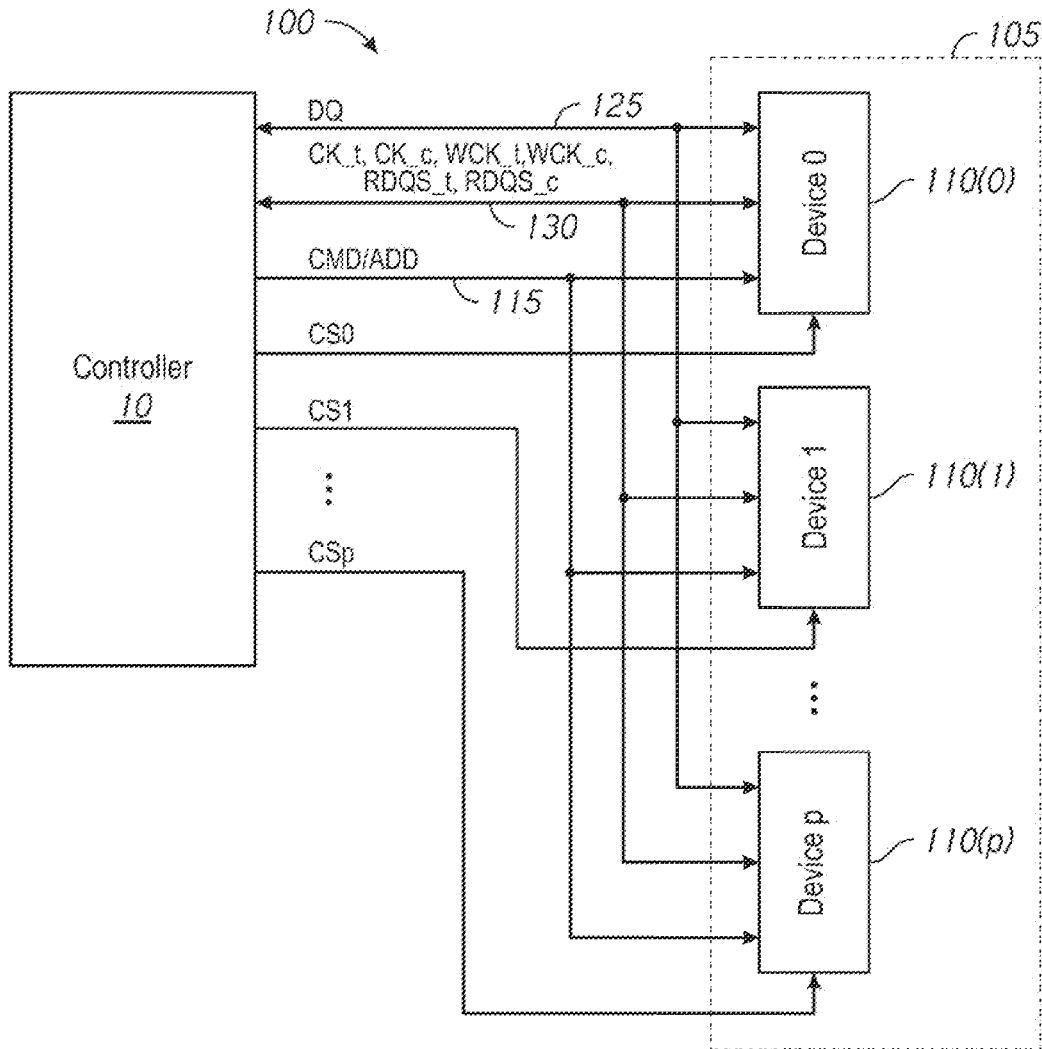 100
105
DQ
125
CK_t, CK_c, WCK_t,WCK_c,
RDQS_t, RDQS_c
130
CMD/ADD
115
CS0
Controller
10
CS1
CSp
Device 0
110(0)
Device 1
110(1)
Device p
110(p)